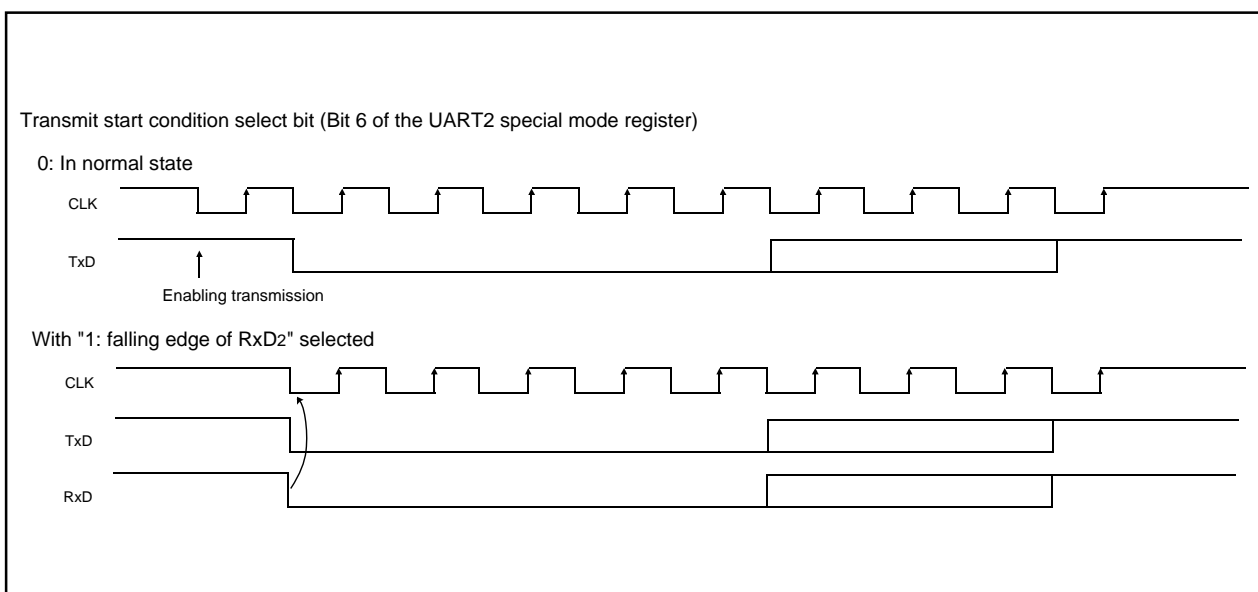 Transmit start condition select bit (Bit 6 of the UART2 special mode register)
0: In normal state
CLK
TxD
Enabling transmission
With "1: falling edge of RxD2" selected
CLK
TxD
RxD